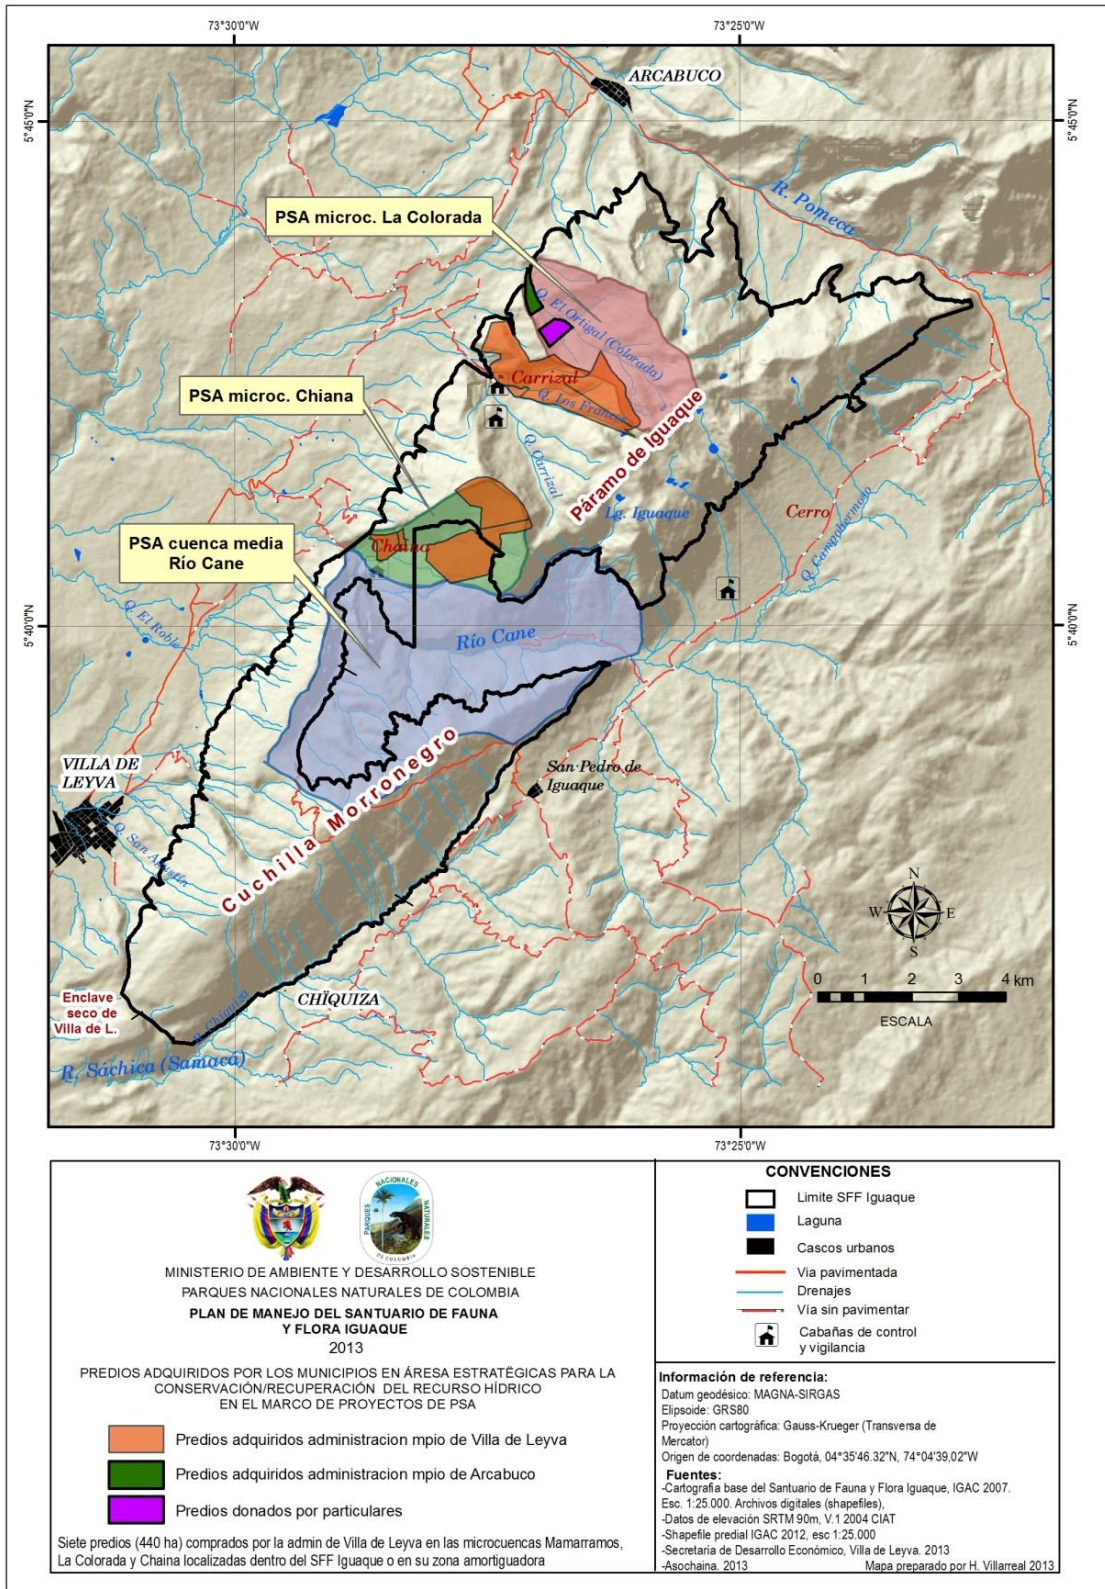 73°30'0"W
73°25'0"W
5°45'0"N
5°45'0"N
ARCABUCO
R. Pomeca
PSA microc. La Colorada
Q. El Ortigal (Colorada)
Carrizal
Q. Los Francos
PSA microc. Chiana
Q. Carrizal
Páramo de Iguaque
Lg. Iguaque
Cerro
Q. Campohermoso
PSA cuenca media
Río Cane
Chaina
Q. El Roble
5°40'0"N
5°40'0"N
Río Cane
VILLA DE
LEYVA
San Pedro de
Iguaque
Q. San Agustín
Cuchilla Morronegro
N
W
E
S
0 1 2 3 4 km
ESCALA
Enclave
seco de
Villa de L.
CHÏQUIZA
R. Chiquiza
R. Sáchica (Samacá)
73°30'0"W
73°25'0"W
PARQUES
NACIONALES
NATURALES
DE COLOMBIA
MINISTERIO DE AMBIENTE Y DESARROLLO SOSTENIBLE
PARQUES NACIONALES NATURALES DE COLOMBIA
PLAN DE MANEJO DEL SANTUARIO DE FAUNA
Y FLORA IGUAQUE
2013
PREDIOS ADQUIRIDOS POR LOS MUNICIPIOS EN ÁRESA ESTRATËGICAS PARA LA
CONSERVACIÓN/RECUPERACIÓN DEL RECURSO HÍDRICO
EN EL MARCO DE PROYECTOS DE PSA
Predios adquiridos administracion mpio de Villa de Leyva
Predios adquiridos administracion mpio de Arcabuco
Predios donados por particulares
Siete predios (440 ha) comprados por la admin de Villa de Leyva en las microcuencas Mamarramos,
La Colorada y Chaina localizadas dentro del SFF Iguaque o en su zona amortiguadora
CONVENCIONES
Limite SFF Iguaque
Laguna
Cascos urbanos
Via pavimentada
Drenajes
Vía sin pavimentar
Cabañas de control
y vigilancia
Información de referencia:
Datum geodésico: MAGNA-SIRGAS
Elipsoide: GRS80
Proyección cartográfica: Gauss-Krueger (Transversa de
Mercator)
Origen de coordenadas: Bogotá, 04°35'46.32"N, 74°04'39,02"W
Fuentes:
-Cartografía base del Santuario de Fauna y Flora Iguaque, IGAC 2007.
Esc. 1:25.000. Archivos digitales (shapefiles),
-Datos de elevación SRTM 90m, V.1 2004 CIAT
-Shapefile predial IGAC 2012, esc 1:25.000
-Secretaria de Desarrollo Económico, Villa de Leyva. 2013
-Asochaina. 2013
Mapa preparado por H. Villarreal 2013